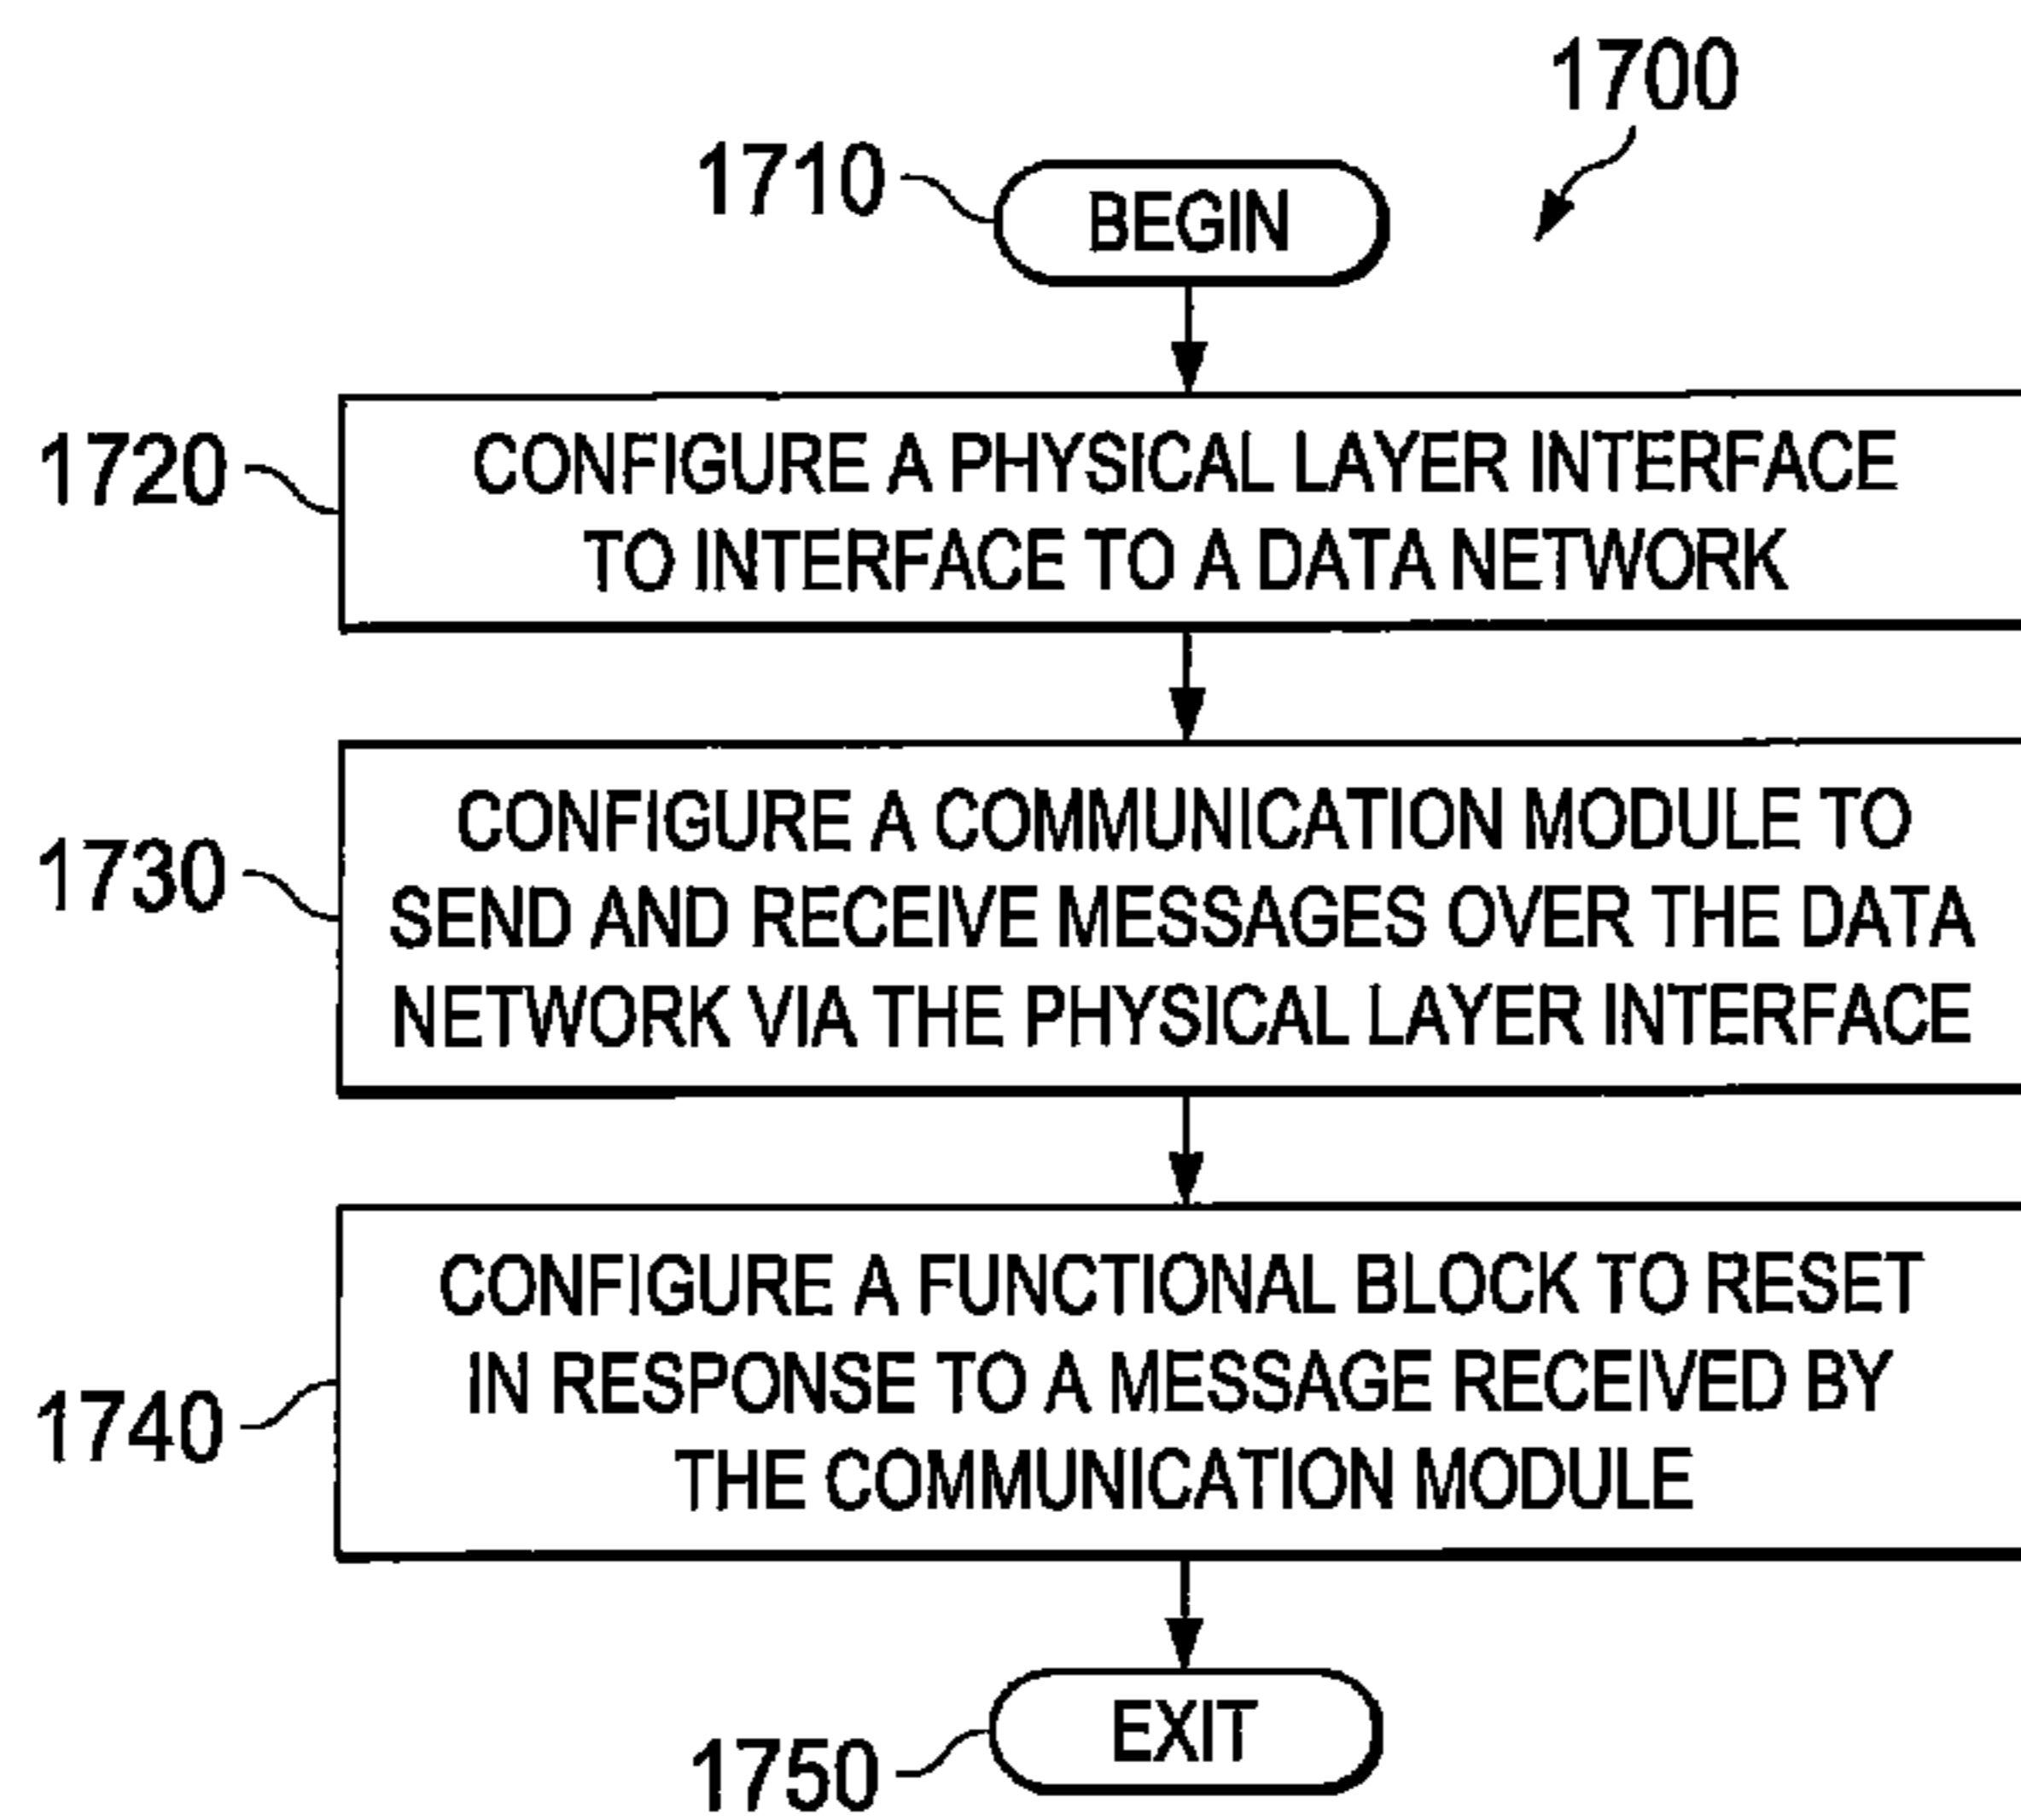 1700
1710
BEGIN
1720
CONFIGURE A PHYSICAL LAYER INTERFACE
TO INTERFACE TO A DATA NETWORK
1730
CONFIGURE A COMMUNICATION MODULE TO
SEND AND RECEIVE MESSAGES OVER THE DATA
NETWORK VIA THE PHYSICAL LAYER INTERFACE
1740
CONFIGURE A FUNCTIONAL BLOCK TO RESET
IN RESPONSE TO A MESSAGE RECEIVED BY
THE COMMUNICATION MODULE
1750
EXIT